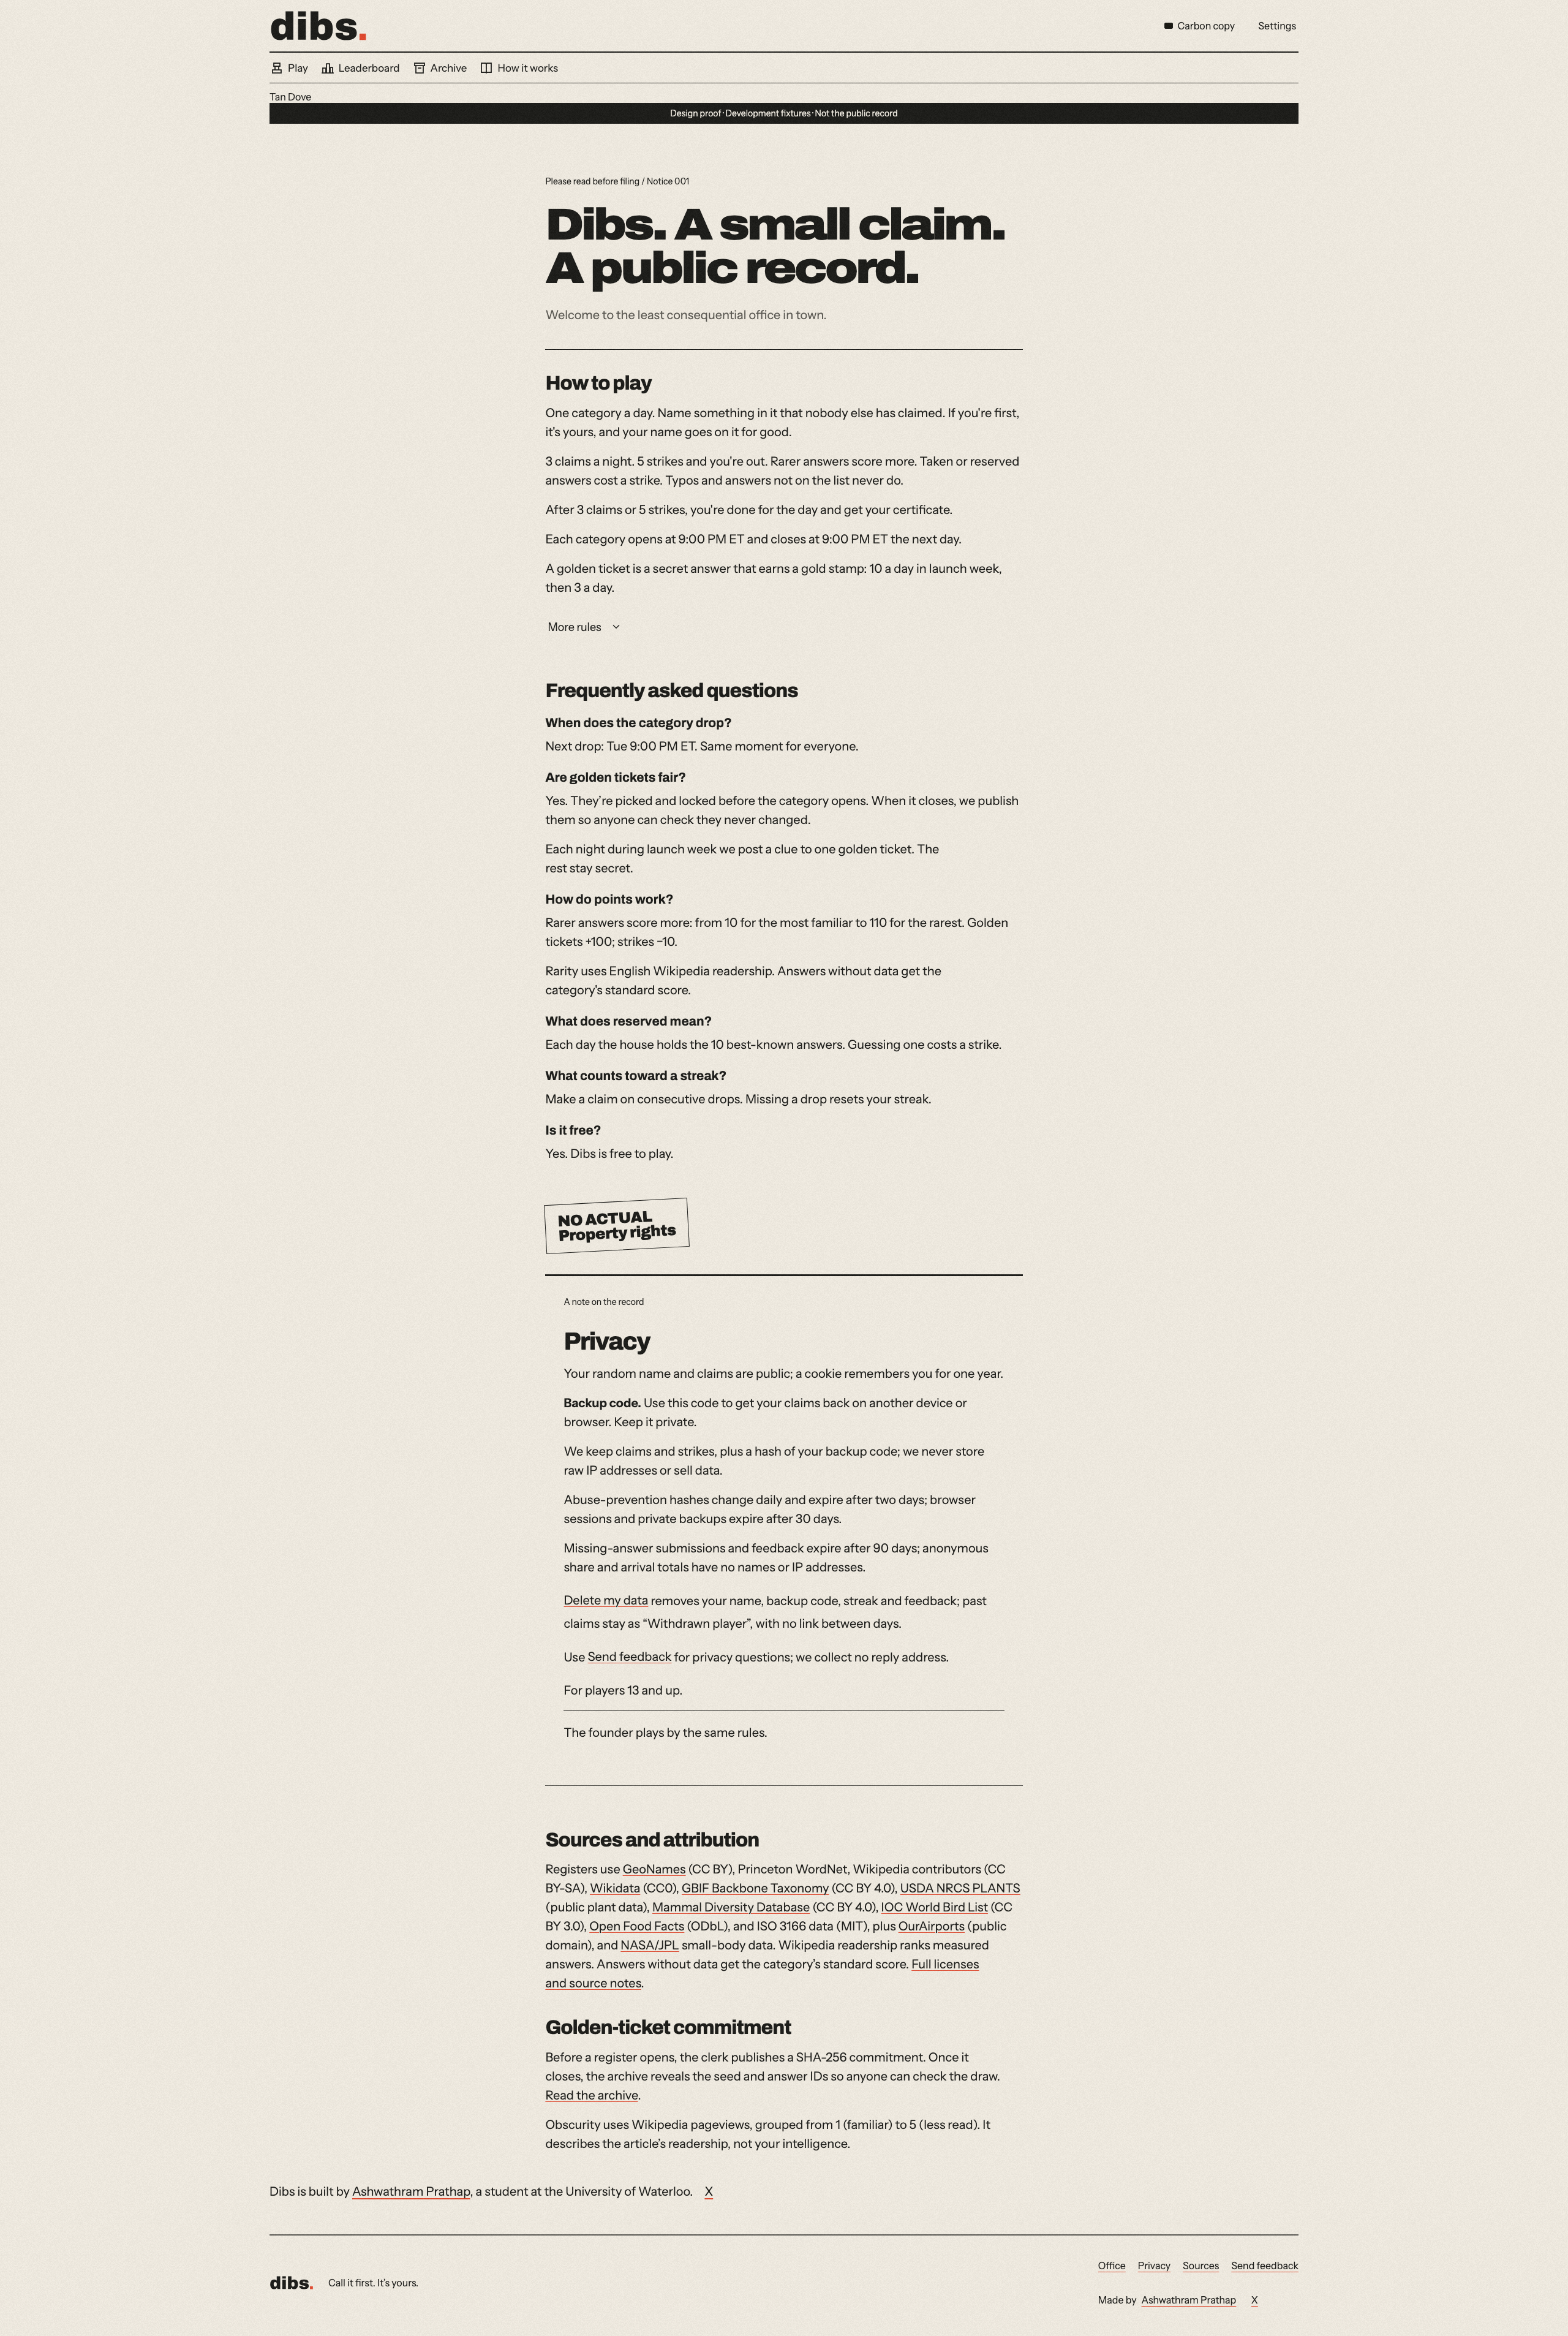 dibs.
Carbon copy Settings
Play Leaderboard Archive How it works
Tan Dove
Design proof · Development fixtures · Not the public record
Please read before filing / Notice 001
Dibs. A small claim.
A public record.
Welcome to the least consequential office in town.
How to play
One category a day. Name something in it that nobody else has claimed. If you're first,
it's yours, and your name goes on it for good.
3 claims a night. 5 strikes and you're out. Rarer answers score more. Taken or reserved
answers cost a strike. Typos and answers not on the list never do.
After 3 claims or 5 strikes, you're done for the day and get your certificate.
Each category opens at 9:00 PM ET and closes at 9:00 PM ET the next day.
A golden ticket is a secret answer that earns a gold stamp: 10 a day in launch week,
then 3 a day.
More rules
Frequently asked questions
When does the category drop?
Next drop: Tue 9:00 PM ET. Same moment for everyone.
Are golden tickets fair?
Yes. They're picked and locked before the category opens. When it closes, we publish
them so anyone can check they never changed.
Each night during launch week we post a clue to one golden ticket. The
rest stay secret.
How do points work?
Rarer answers score more: from 10 for the most familiar to 110 for the rarest. Golden
tickets +100; strikes −10.
Rarity uses English Wikipedia readership. Answers without data get the
category's standard score.
What does reserved mean?
Each day the house holds the 10 best-known answers. Guessing one costs a strike.
What counts toward a streak?
Make a claim on consecutive drops. Missing a drop resets your streak.
Is it free?
Yes. Dibs is free to play.
NO ACTUAL
Property rights
A note on the record
Privacy
Your random name and claims are public; a cookie remembers you for one year.
Backup code. Use this code to get your claims back on another device or
browser. Keep it private.
We keep claims and strikes, plus a hash of your backup code; we never store
raw IP addresses or sell data.
Abuse-prevention hashes change daily and expire after two days; browser
sessions and private backups expire after 30 days.
Missing-answer submissions and feedback expire after 90 days; anonymous
share and arrival totals have no names or IP addresses.
Delete my data removes your name, backup code, streak and feedback; past
claims stay as “Withdrawn player”, with no link between days.
Use Send feedback for privacy questions; we collect no reply address.
For players 13 and up.
The founder plays by the same rules.
Sources and attribution
Registers use GeoNames (CC BY), Princeton WordNet, Wikipedia contributors (CC
BY-SA), Wikidata (CC0), GBIF Backbone Taxonomy (CC BY 4.0), USDA NRCS PLANTS
(public plant data), Mammal Diversity Database (CC BY 4.0), IOC World Bird List (CC
BY 3.0), Open Food Facts (ODbL), and ISO 3166 data (MIT), plus OurAirports (public
domain), and NASA/JPL small-body data. Wikipedia readership ranks measured
answers. Answers without data get the category's standard score. Full licenses
and source notes.
Golden-ticket commitment
Before a register opens, the clerk publishes a SHA-256 commitment. Once it
closes, the archive reveals the seed and answer IDs so anyone can check the draw.
Read the archive.
Obscurity uses Wikipedia pageviews, grouped from 1 (familiar) to 5 (less read). It
describes the article's readership, not your intelligence.
Dibs is built by Ashwathram Prathap, a student at the University of Waterloo. X
dibs. Call it first. It's yours.
Office Privacy Sources Send feedback
Made by Ashwathram Prathap X